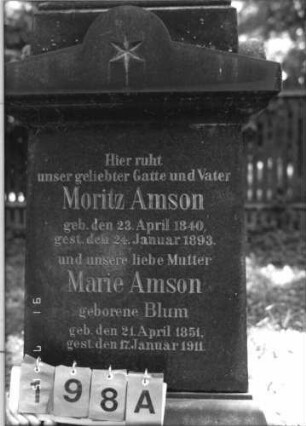 Hier ruht
unser geliebter Gatte und Vater
Moritz Amson
geb. den 23. April 1840,
gest. den 24. Januar 1893.
und unsere liebe Mutter
Marie Amson
geborene Blum
geb. den 21. April 1851,
gest. den 17. Januar 1911.
98A